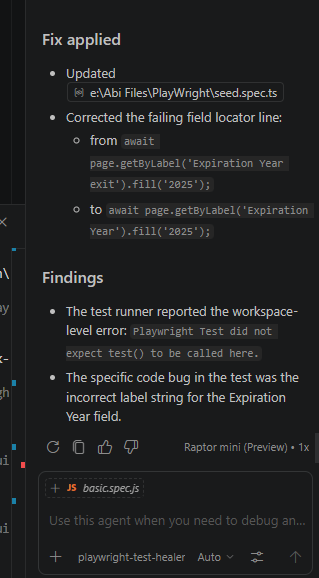 Fix applied
Updated
e:\Abi Files\PlayWright\seed.spec.ts
Corrected the failing field locator line:
from await
page.getByLabel('Expiration Year
exit').fill('2025');
to await page.getByLabel('Expiration
Year').fill('2025');
Findings
The test runner reported the workspace-
level error: Playwright Test did not
expect test() to be called here.
The specific code bug in the test was the
incorrect label string for the Expiration
Year field.
Raptor mini (Preview) • 1x
+ JS basic.spec.js
Use this agent when you need to debug an...
playwright-test-healer Auto